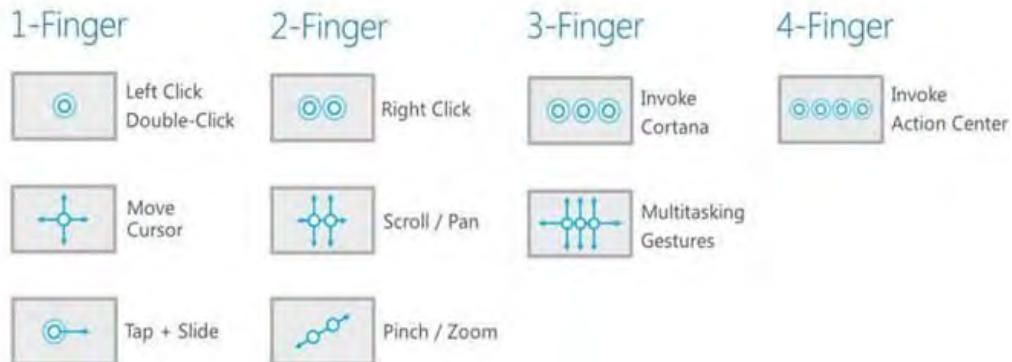 1-Finger
2-Finger
3-Finger
4-Finger
Left Click
Double-Click
Right Click
Invoke
Cortana
Invoke
Action Center
Move
Cursor
Scroll / Pan
Multitasking
Gestures
Tap + Slide
Pinch / Zoom